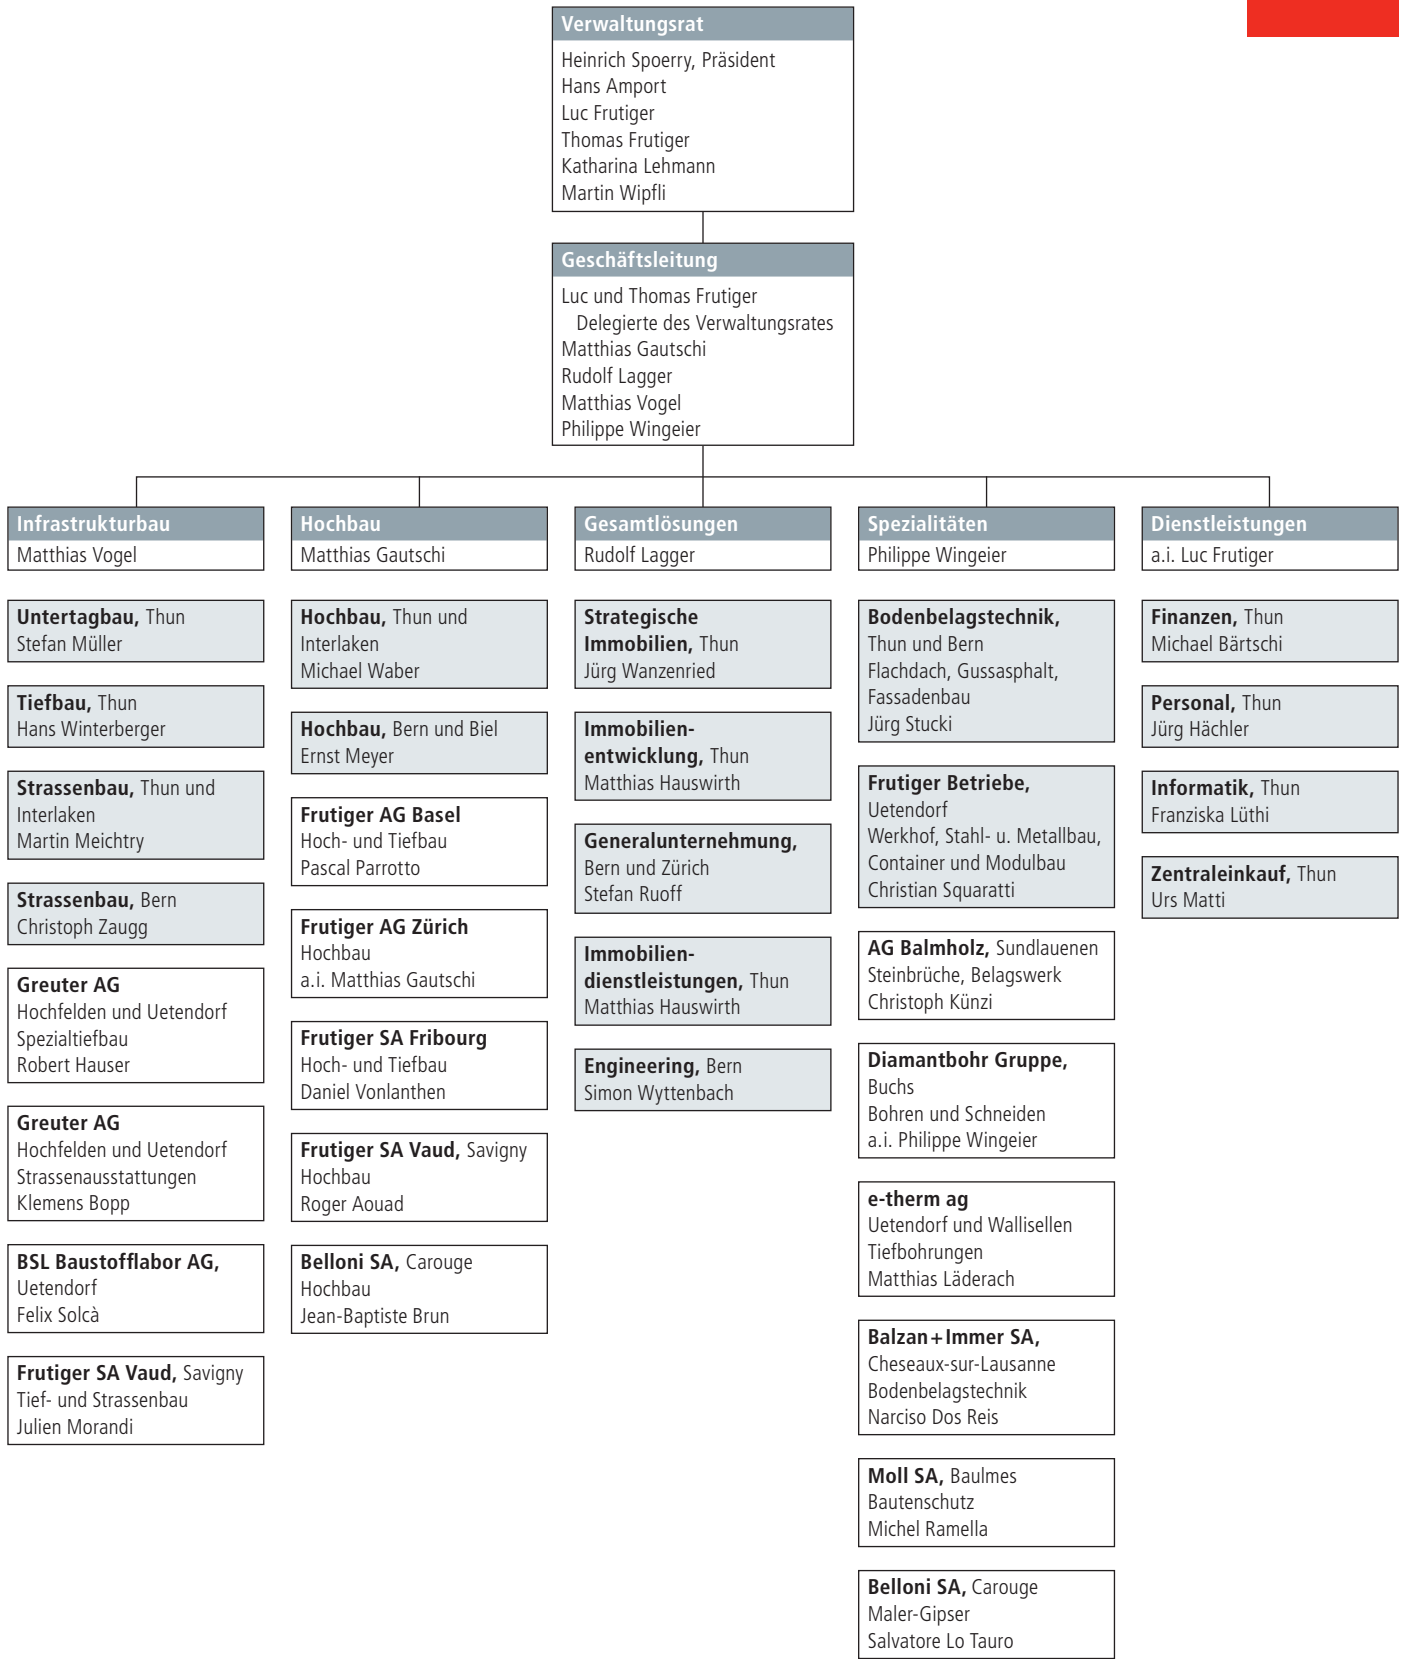 Verwaltungsrat
Heinrich Spoerry, Präsident
Hans Amport
Luc Frutiger
Thomas Frutiger
Katharina Lehmann
Martin Wipfli
Geschäftsleitung
Luc und Thomas Frutiger
Delegierte des Verwaltungsrates
Matthias Gautschi
Rudolf Lagger
Matthias Vogel
Philippe Wingeier
Infrastrukturbau
Matthias Vogel
Untertagbau, Thun
Stefan Müller
Tiefbau, Thun
Hans Winterberger
Strassenbau, Thun und
Interlaken
Martin Meichtry
Strassenbau, Bern
Christoph Zaugg
Greuter AG
Hochfelden und Uetendorf
Spezialtiefbau
Robert Hauser
Greuter AG
Hochfelden und Uetendorf
Strassenausstattungen
Klemens Bopp
BSL Baustofflabor AG,
Uetendorf
Felix Solcà
Frutiger SA Vaud, Savigny
Tief- und Strassenbau
Julien Morandi
Hochbau
Matthias Gautschi
Hochbau, Thun und
Interlaken
Michael Waber
Hochbau, Bern und Biel
Ernst Meyer
Frutiger AG Basel
Hoch- und Tiefbau
Pascal Parrotto
Frutiger AG Zürich
Hochbau
a.i. Matthias Gautschi
Frutiger SA Fribourg
Hoch- und Tiefbau
Daniel Vonlanthen
Frutiger SA Vaud, Savigny
Hochbau
Roger Aouad
Belloni SA, Carouge
Hochbau
Jean-Baptiste Brun
Gesamtlösungen
Rudolf Lagger
Strategische
Immobilien, Thun
Jürg Wanzenried
Immobilien-
entwicklung, Thun
Matthias Hauswirth
Generalunternehmung,
Bern und Zürich
Stefan Ruoff
Immobilien-
dienstleistungen, Thun
Matthias Hauswirth
Engineering, Bern
Simon Wyttenbach
Spezialitäten
Philippe Wingeier
Bodenbelagstechnik,
Thun und Bern
Flachdach, Gussasphalt,
Fassadenbau
Jürg Stucki
Frutiger Betriebe,
Uetendorf
Werkhof, Stahl- u. Metallbau,
Container und Modulbau
Christian Squaratti
AG Balmholz, Sundlauenen
Steinbrüche, Belagswerk
Christoph Künzi
Diamantbohr Gruppe,
Buchs
Bohren und Schneiden
a.i. Philippe Wingeier
e-therm ag
Uetendorf und Wallisellen
Tiefbohrungen
Matthias Läderach
Balzan+Immer SA,
Cheseaux-sur-Lausanne
Bodenbelagstechnik
Narciso Dos Reis
Moll SA, Baulmes
Bautenschutz
Michel Ramella
Belloni SA, Carouge
Maler-Gipser
Salvatore Lo Tauro
Dienstleistungen
a.i. Luc Frutiger
Finanzen, Thun
Michael Bärtschi
Personal, Thun
Jürg Hächler
Informatik, Thun
Franziska Lüthi
Zentraleinkauf, Thun
Urs Matti